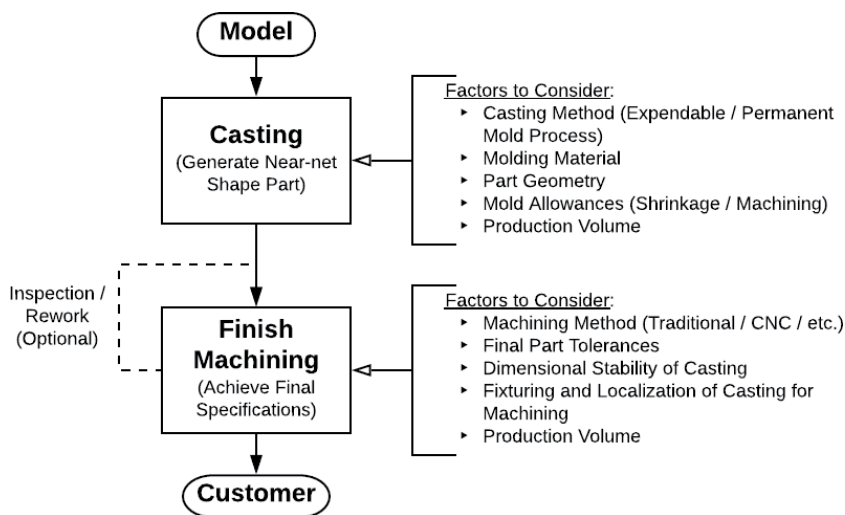 Model
Casting
(Generate Near-net
Shape Part)
Factors to Consider:
‣ Casting Method (Expendable / Permanent
Mold Process)
‣ Molding Material
‣ Part Geometry
‣ Mold Allowances (Shrinkage / Machining)
‣ Production Volume
Inspection /
Rework
(Optional)
Finish
Machining
(Achieve Final
Specifications)
Factors to Consider:
‣ Machining Method (Traditional / CNC / etc.)
‣ Final Part Tolerances
‣ Dimensional Stability of Casting
‣ Fixturing and Localization of Casting for
Machining
‣ Production Volume
Customer